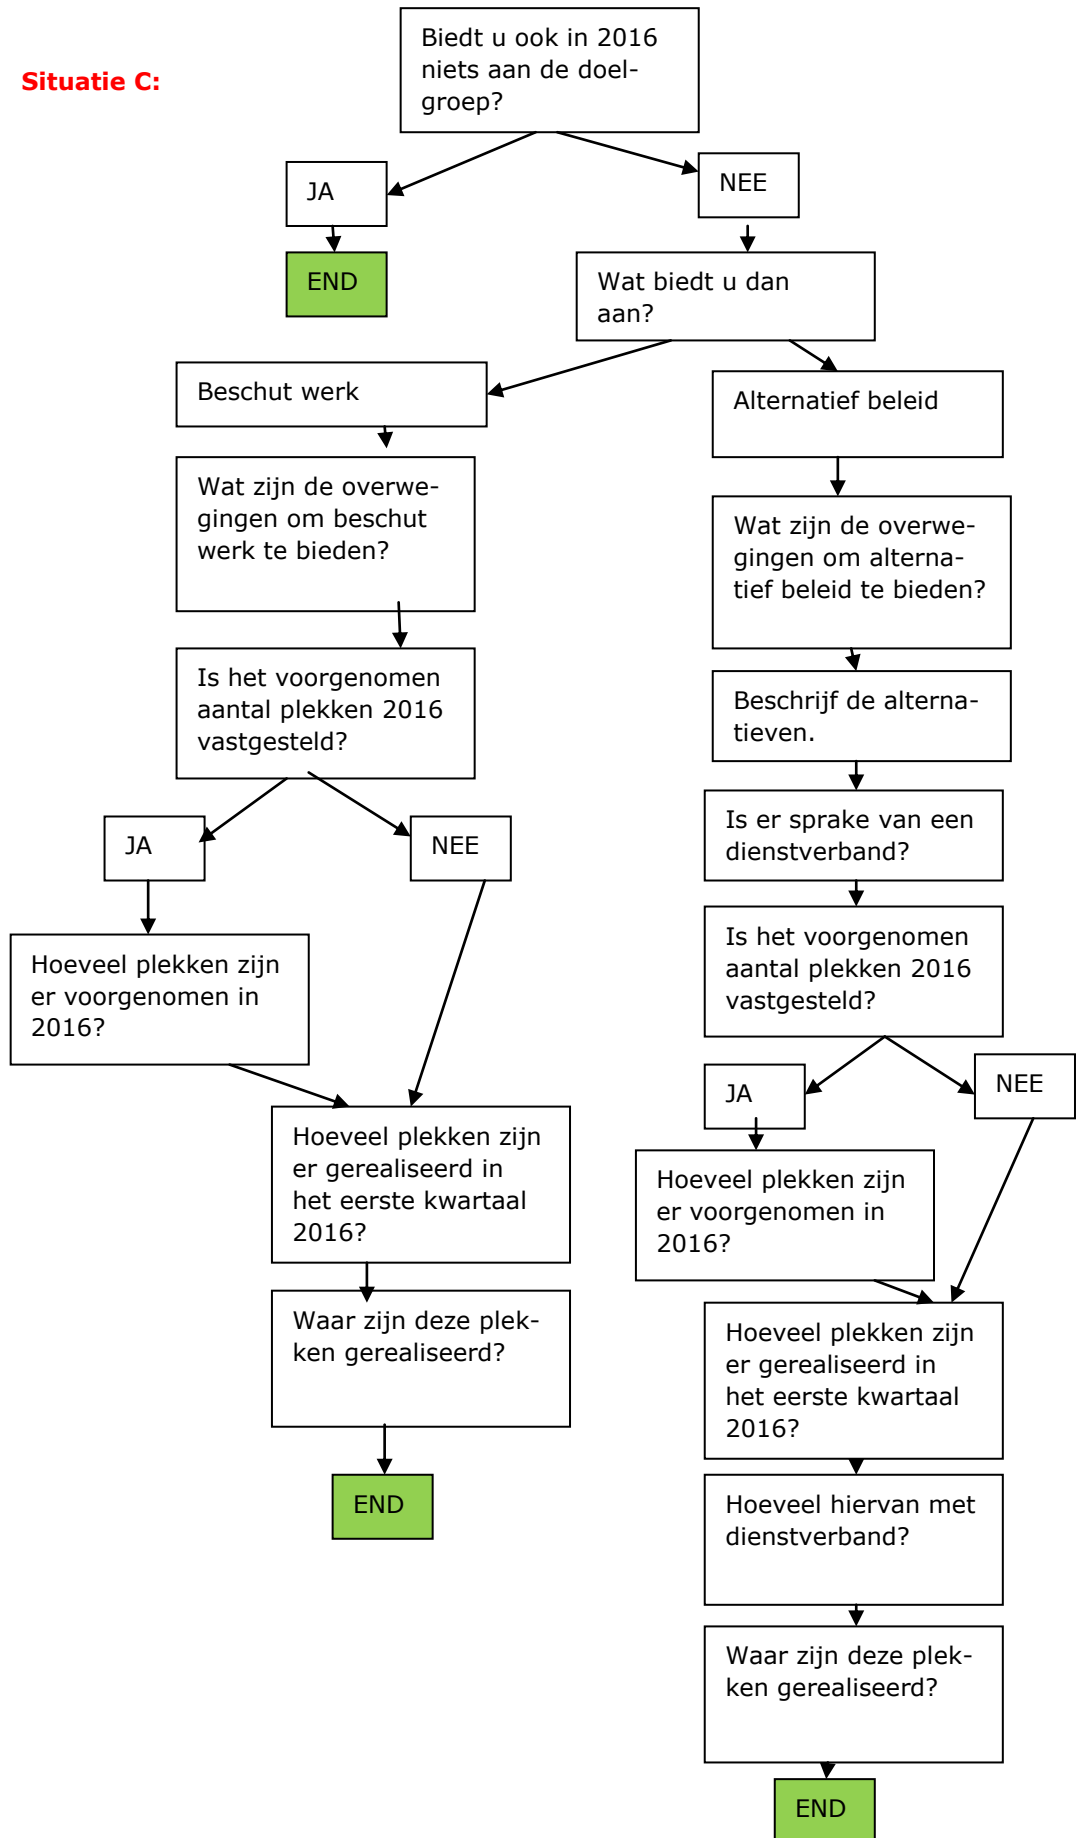 Biedt u ook in 2016
niets aan de doel-
groep?
Situatie C:
JA
NEE
END
Wat biedt u dan
aan?
Beschut werk
Alternatief beleid
Wat zijn de overwe-
gingen om beschut
werk te bieden?
Wat zijn de overwe-
gingen om alterna-
tief beleid te bieden?
Is het voorgenomen
aantal plekken 2016
vastgesteld?
Beschrijf de alterna-
tieven.
JA
NEE
Is er sprake van een
dienstverband?
Hoeveel plekken zijn
er voorgenomen in
2016?
Is het voorgenomen
aantal plekken 2016
vastgesteld?
JA
NEE
Hoeveel plekken zijn
er gerealiseerd in
het eerste kwartaal
2016?
Hoeveel plekken zijn
er voorgenomen in
2016?
Waar zijn deze plek-
ken gerealiseerd?
Hoeveel plekken zijn
er gerealiseerd in
het eerste kwartaal
2016?
END
Hoeveel hiervan met
dienstverband?
Waar zijn deze plek-
ken gerealiseerd?
END